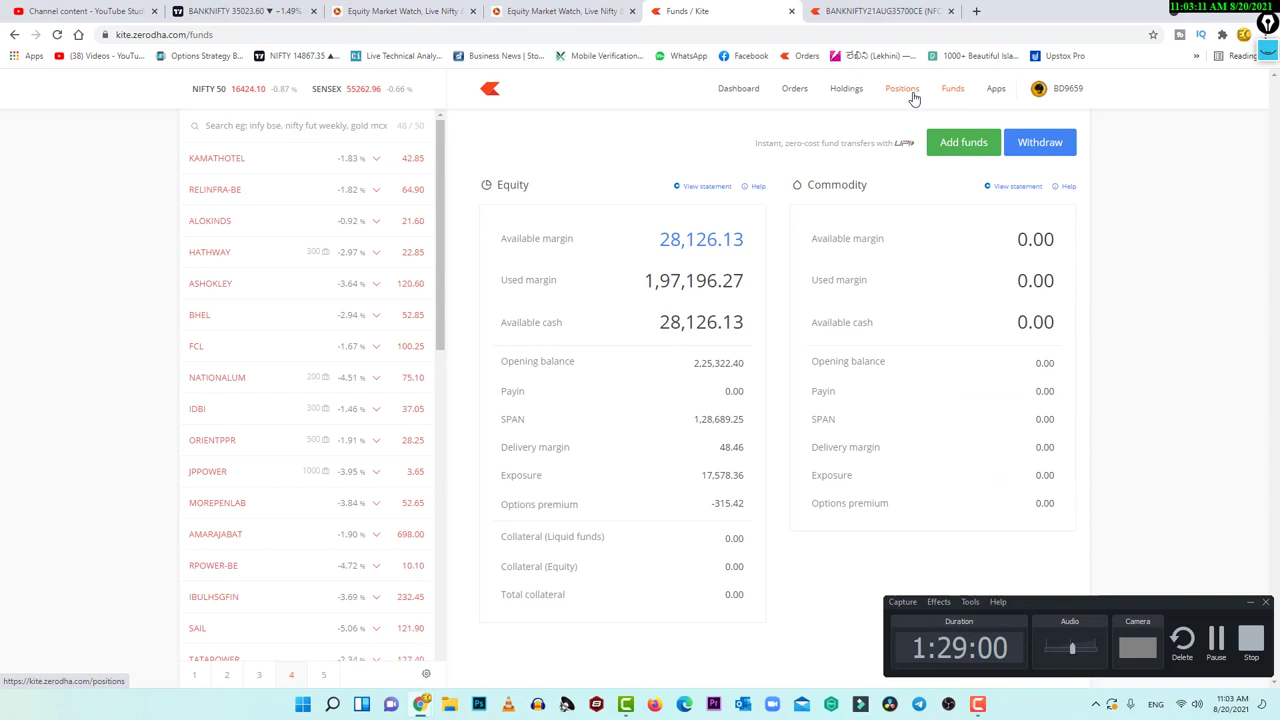 Channel content - YouTube Studio
BANKNIFTY 35023.60 ▼ −1.49%
Equity Market Watch, Live Nifty
Equity Market Watch, Live Nifty
Funds / Kite
BANKNIFTY21AUG35700CE (NFO
11:03:11 AM 8/20/2021
kite.zerodha.com/funds
Apps
(38) Videos - YouTub...
Options Strategy B...
NIFTY 14867.35 ▲...
Live Technical Analy...
Business News | Sto...
Mobile Verification...
WhatsApp
Facebook
Orders
1000+ Beautiful Isla...
Upstox Pro
»
Reading
NIFTY 50 16424.10 -0.87 %
SENSEX 55262.96 -0.66 %
Dashboard
Orders
Holdings
Positions
Funds
Apps
BD9659
Search eg: infy bse, nifty fut weekly, gold mcx
48 / 50
KAMATHOTEL -1.83 % 42.85
RELINFRA-BE -1.82 % 64.90
ALOKINDS -0.92 % 21.60
HATHWAY 300 -2.97 % 22.85
ASHOKLEY -3.64 % 120.60
BHEL -2.94 % 52.85
FCL -1.67 % 100.25
NATIONALUM 200 -4.51 % 75.10
IDBI 300 -1.46 % 37.05
ORIENTPPR 500 -1.91 % 28.25
JPPOWER 1000 -3.95 % 3.65
MOREPENLAB -3.84 % 52.65
AMARAJABAT -1.90 % 698.00
RPOWER-BE -4.72 % 10.10
IBULHSGFIN -3.69 % 232.45
SAIL -5.06 % 121.90
TATAPOWER -2.34 % 127.40
1 2 3 4 5
https://kite.zerodha.com/positions
Instant, zero-cost fund transfers with UPI
Add funds
Withdraw
Equity
View statement
Help
Available margin 28,126.13
Used margin 1,97,196.27
Available cash 28,126.13
Opening balance 2,25,322.40
Payin 0.00
SPAN 1,28,689.25
Delivery margin 48.46
Exposure 17,578.36
Options premium -315.42
Collateral (Liquid funds) 0.00
Collateral (Equity) 0.00
Total collateral 0.00
Commodity
View statement
Help
Available margin 0.00
Used margin 0.00
Available cash 0.00
Opening balance 0.00
Payin 0.00
SPAN 0.00
Delivery margin 0.00
Exposure 0.00
Options premium 0.00
Capture Effects Tools Help
Duration
1:29:00
Audio
Camera
Delete
Pause
Stop
ENG
11:03 AM
8/20/2021